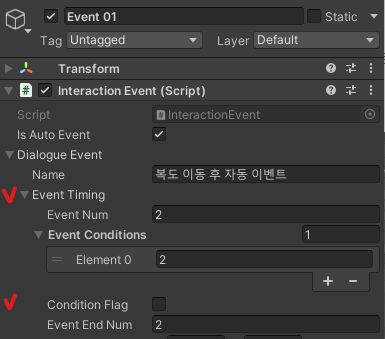 Event 01
Static
Tag Untagged Layer Default
Transform
# Interaction Event (Script)
Script # InteractionEvent
Is Auto Event
Dialogue Event
Name 복도 이동 후 자동 이벤트
Event Timing
Event Num 2
Event Conditions 1
= Element 0 2
+ −
Condition Flag
Event End Num 2